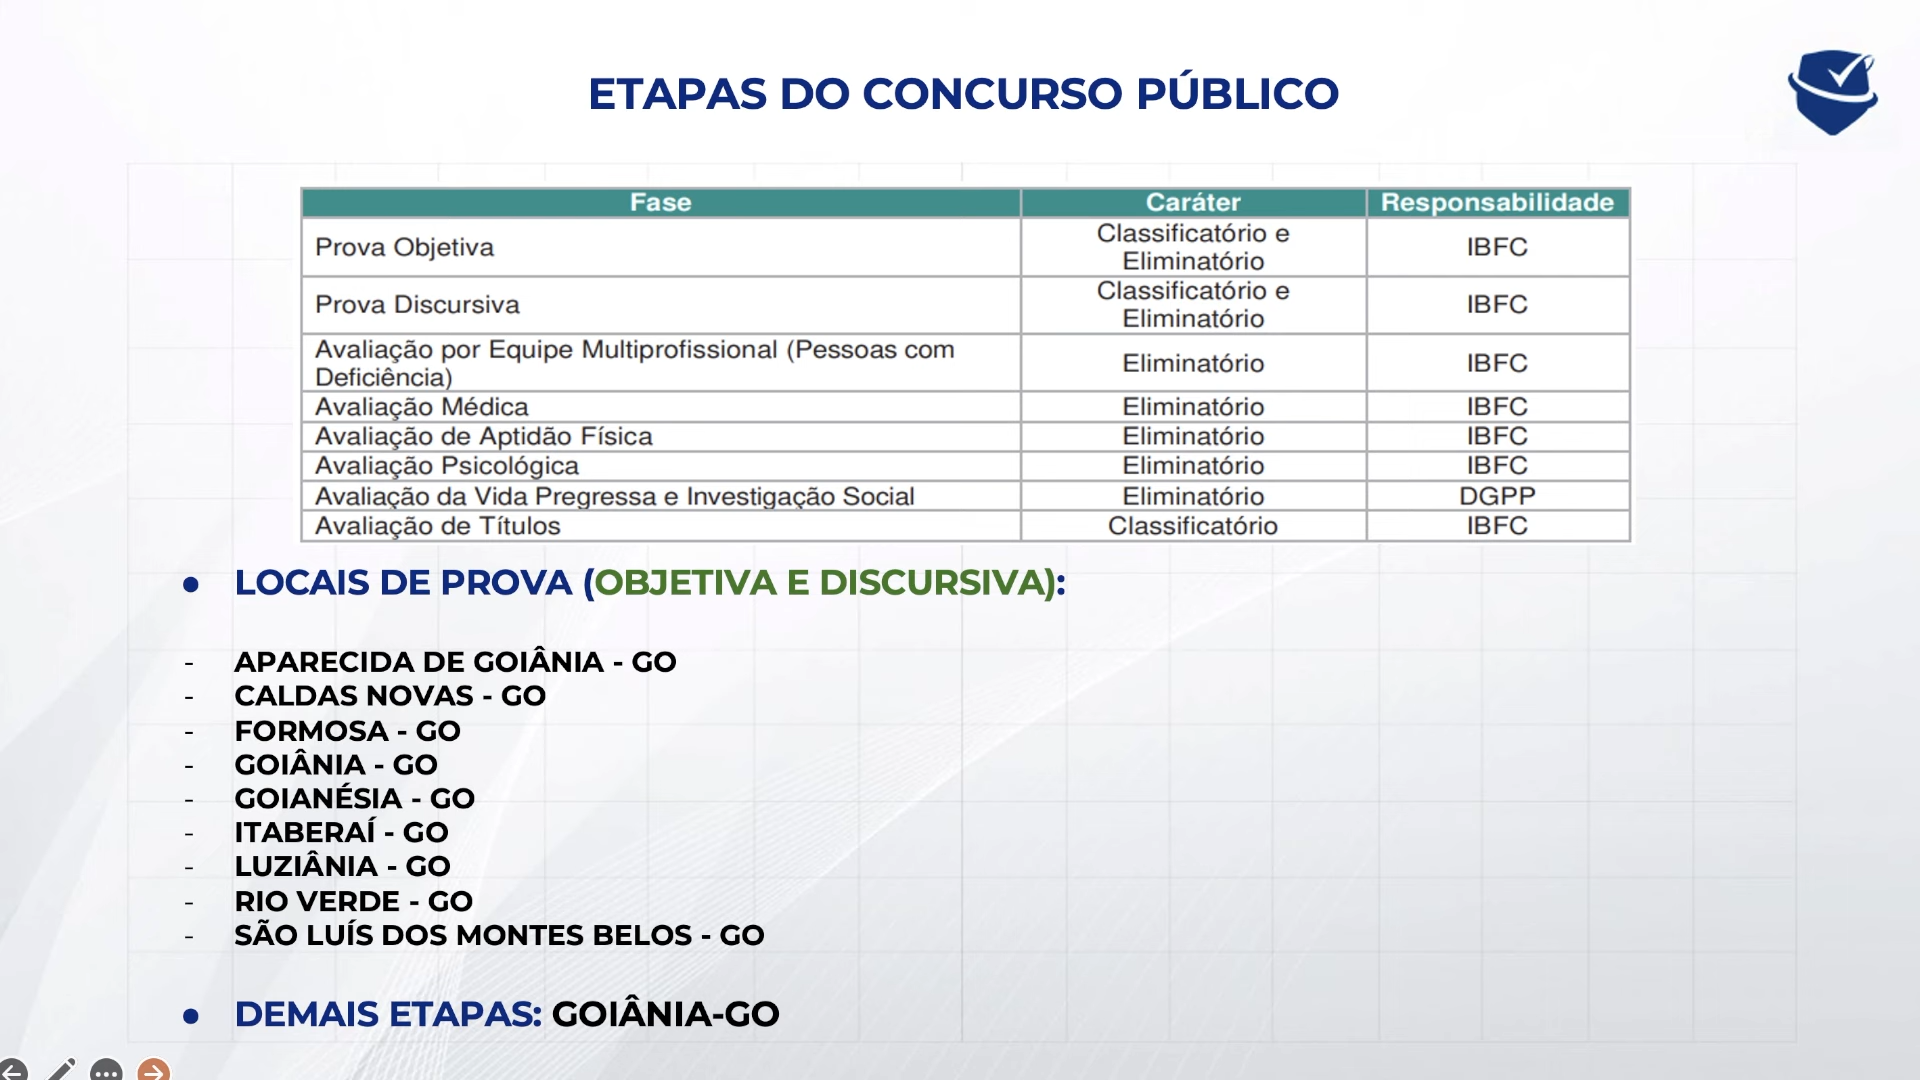 ETAPAS DO CONCURSO PÚBLICO
Fase Caráter Responsabilidade
Prova Objetiva Classificatório e Eliminatório IBFC
Prova Discursiva Classificatório e Eliminatório IBFC
Avaliação por Equipe Multiprofissional (Pessoas com
Deficiência) Eliminatório IBFC
Avaliação Médica Eliminatório IBFC
Avaliação de Aptidão Física Eliminatório IBFC
Avaliação Psicológica Eliminatório IBFC
Avaliação da Vida Pregressa e Investigação Social Eliminatório DGPP
Avaliação de Títulos Classificatório IBFC
● LOCAIS DE PROVA (OBJETIVA E DISCURSIVA):
- APARECIDA DE GOIÂNIA - GO
- CALDAS NOVAS - GO
- FORMOSA - GO
- GOIÂNIA - GO
- GOIANÉSIA - GO
- ITABERAÍ - GO
- LUZIÂNIA - GO
- RIO VERDE - GO
- SÃO LUÍS DOS MONTES BELOS - GO
● DEMAIS ETAPAS: GOIÂNIA-GO